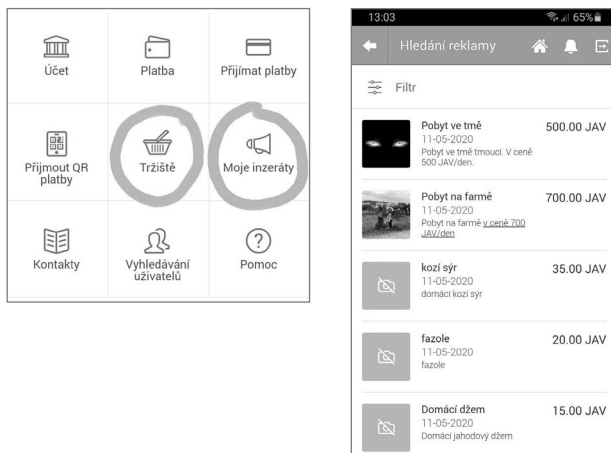 Účet
Platba
Přijímat platby
Přijmout QR
platby
Tržiště
Moje inzeráty
Kontakty
Vyhledávání
uživatelů
Pomoc
13:03
65%
Hledání reklamy
Filtr
Pobyt ve tmě
500.00 JAV
11-05-2020
Pobyt ve tmě tmoucí. V ceně
500 JAV/den.
Pobyt na farmě
700.00 JAV
11-05-2020
Pobyt na farmě v ceně 700
JAV/den
kozí sýr
35.00 JAV
11-05-2020
domácí kozí sýr
fazole
20.00 JAV
11-05-2020
fazole
Domácí džem
15.00 JAV
11-05-2020
Domácí jahodový džem